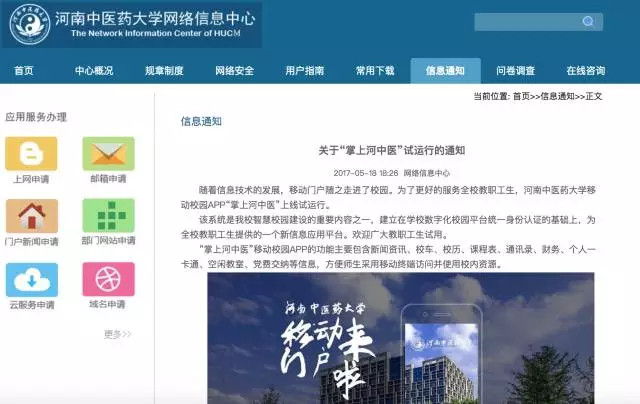 河南中医药大学网络信息中心
The Network Information Center of HUCM
首页 中心概况 规章制度 网络安全 用户指南 常用下载 信息通知 问卷调查 在线咨询
当前位置: 首页>>信息通知>>正文
应用服务办理
上网申请 邮箱申请
门户新闻申请 部门网站申请
云服务申请 域名申请
更多>>
信息通知
关于“掌上河中医”试运行的通知
2017-05-18 18:26 网络信息中心
随着信息技术的发展，移动门户随之走进了校园。为了更好的服务全校教职工生，河南中医药大学移
动校园APP“掌上河中医”上线试运行。
该系统是我校智慧校园建设的重要内容之一，建立在学校数字化校园平台统一身份认证的基础上，为
全校教职工生提供的一个新信息应用平台。欢迎广大教职工生试用。
“掌上河中医”移动校园APP的功能主要包含新闻资讯、校车、校历、课程表、通讯录、财务、个人一
卡通、空闲教室、党费交纳等信息，方便师生采用移动终端访问并使用校内资源。
河南中医药大学
移动门户来啦
河南中医药大学